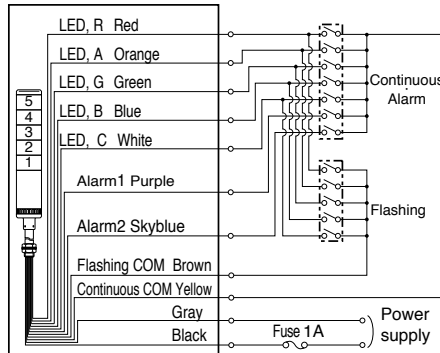 LED, R Red
LED, A Orange
LED, G Green
LED, B Blue
LED, C White
Alarm1 Purple
Alarm2 Skyblue
Flashing COM Brown
Continuous COM Yellow
Gray
Black
5
4
3
2
1
Continuous
Alarm
Flashing
Fuse 1A
Power
supply